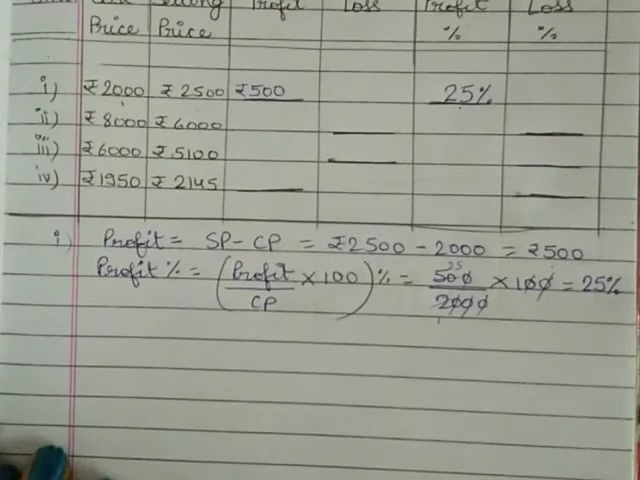 Selling Profit Loss Profit Loss
Price Price % %
i) ₹2000 ₹2500 ₹500 25%
ii) ₹8000 ₹6000
iii) ₹6000 ₹5100
iv) ₹1950 ₹2145
i) Profit = SP - CP = ₹2500 - 2000 = ₹500
Profit % = (Profit/CP × 100) % = 500/2000 × 100 = 25%